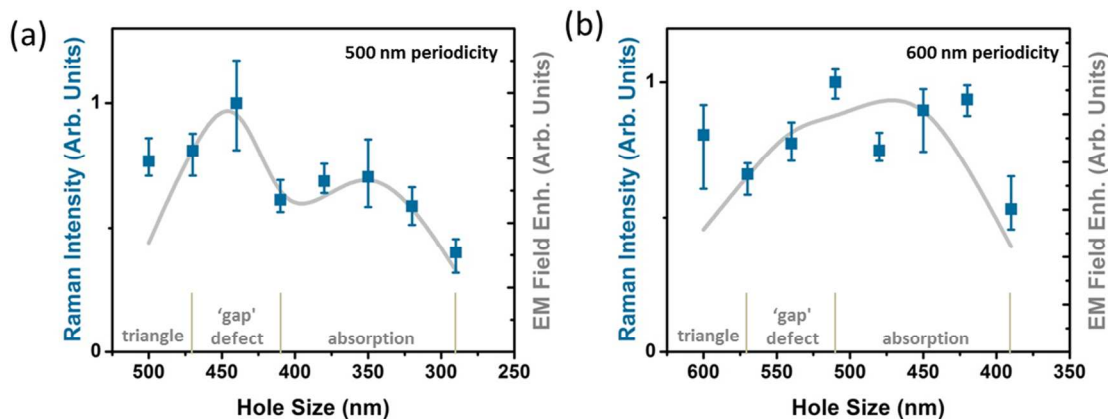 (a)
Raman Intensity (Arb. Units)
1
0
500 nm periodicity
triangle
'gap'
defect
absorption
500
450
400
350
300
250
Hole Size (nm)
EM Field Enh. (Arb. Units)
(b)
Raman Intensity (Arb. Units)
1
0
600 nm periodicity
triangle
'gap'
defect
absorption
600
550
500
450
400
350
Hole Size (nm)
EM Field Enh. (Arb. Units)